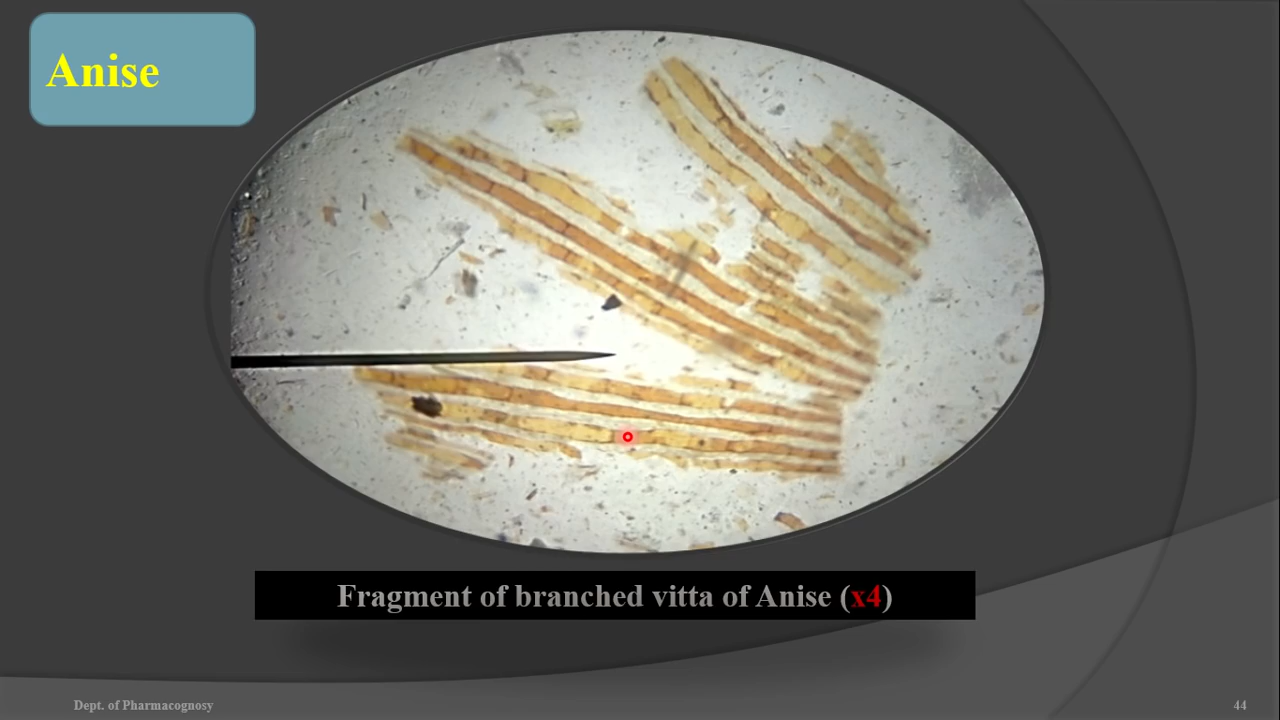 Anise
Fragment of branched vitta of Anise (x4)
Dept. of Pharmacognosy
44